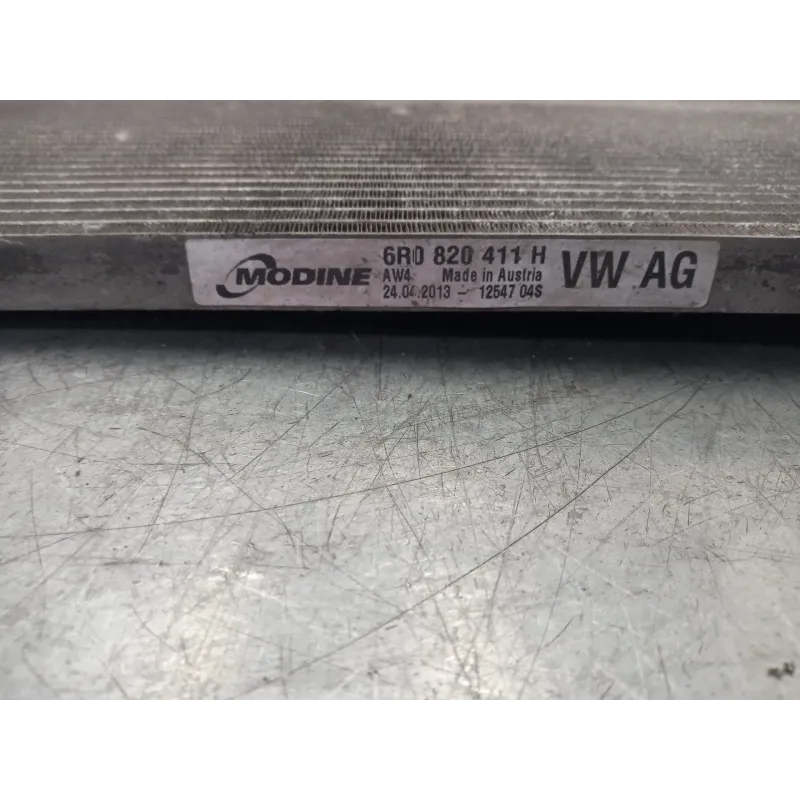 MODINE
6R0 820 411 H
AW4 Made in Austria
24.04.2013 - 12547 04S
VW AG